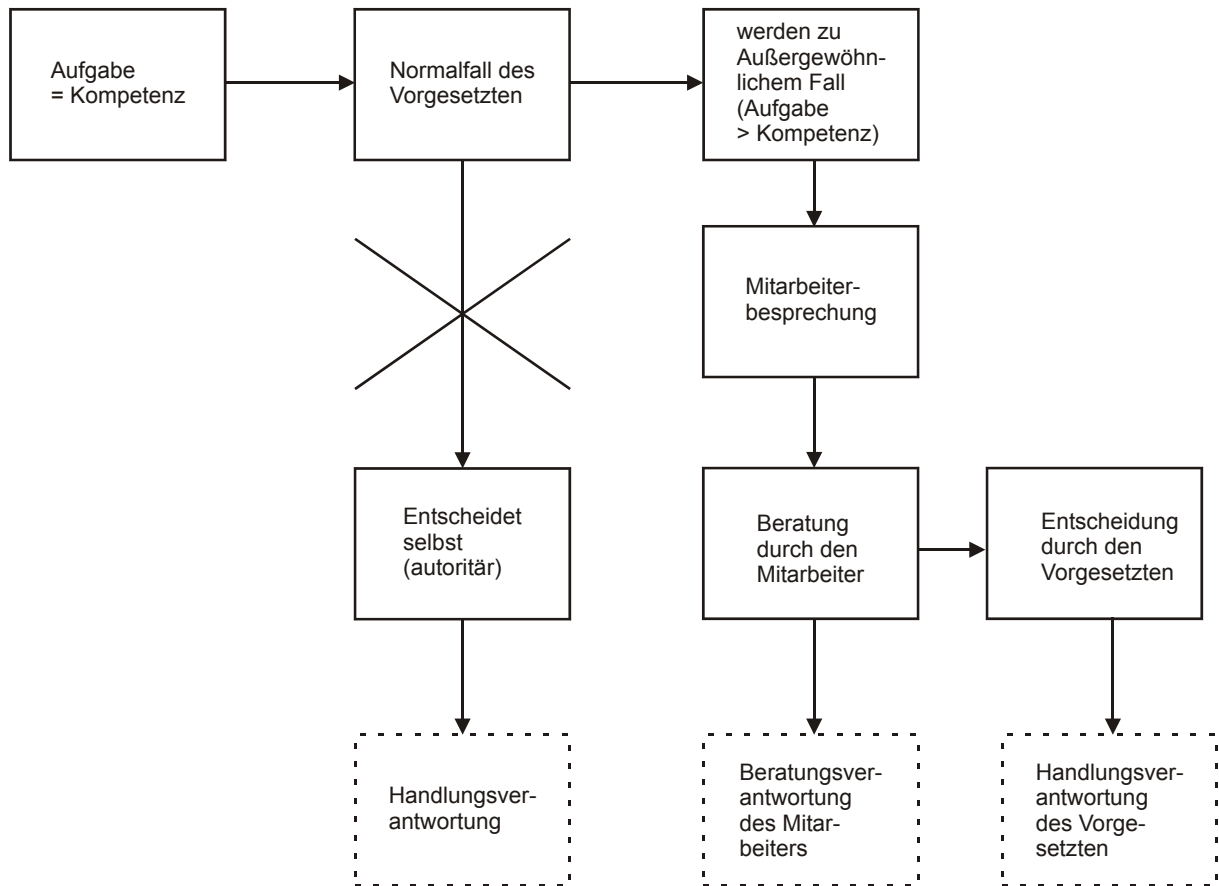 Aufgabe
= Kompetenz
Normalfall des
Vorgesetzten
werden zu
Außergewöhn-
lichem Fall
(Aufgabe
> Kompetenz)
Mitarbeiter-
besprechung
Entscheidet
selbst
(autoritär)
Beratung
durch den
Mitarbeiter
Entscheidung
durch den
Vorgesetzten
Handlungsver-
antwortung
Beratungsver-
antwortung
des Mitar-
beiters
Handlungsver-
antwortung
des Vorge-
setzten